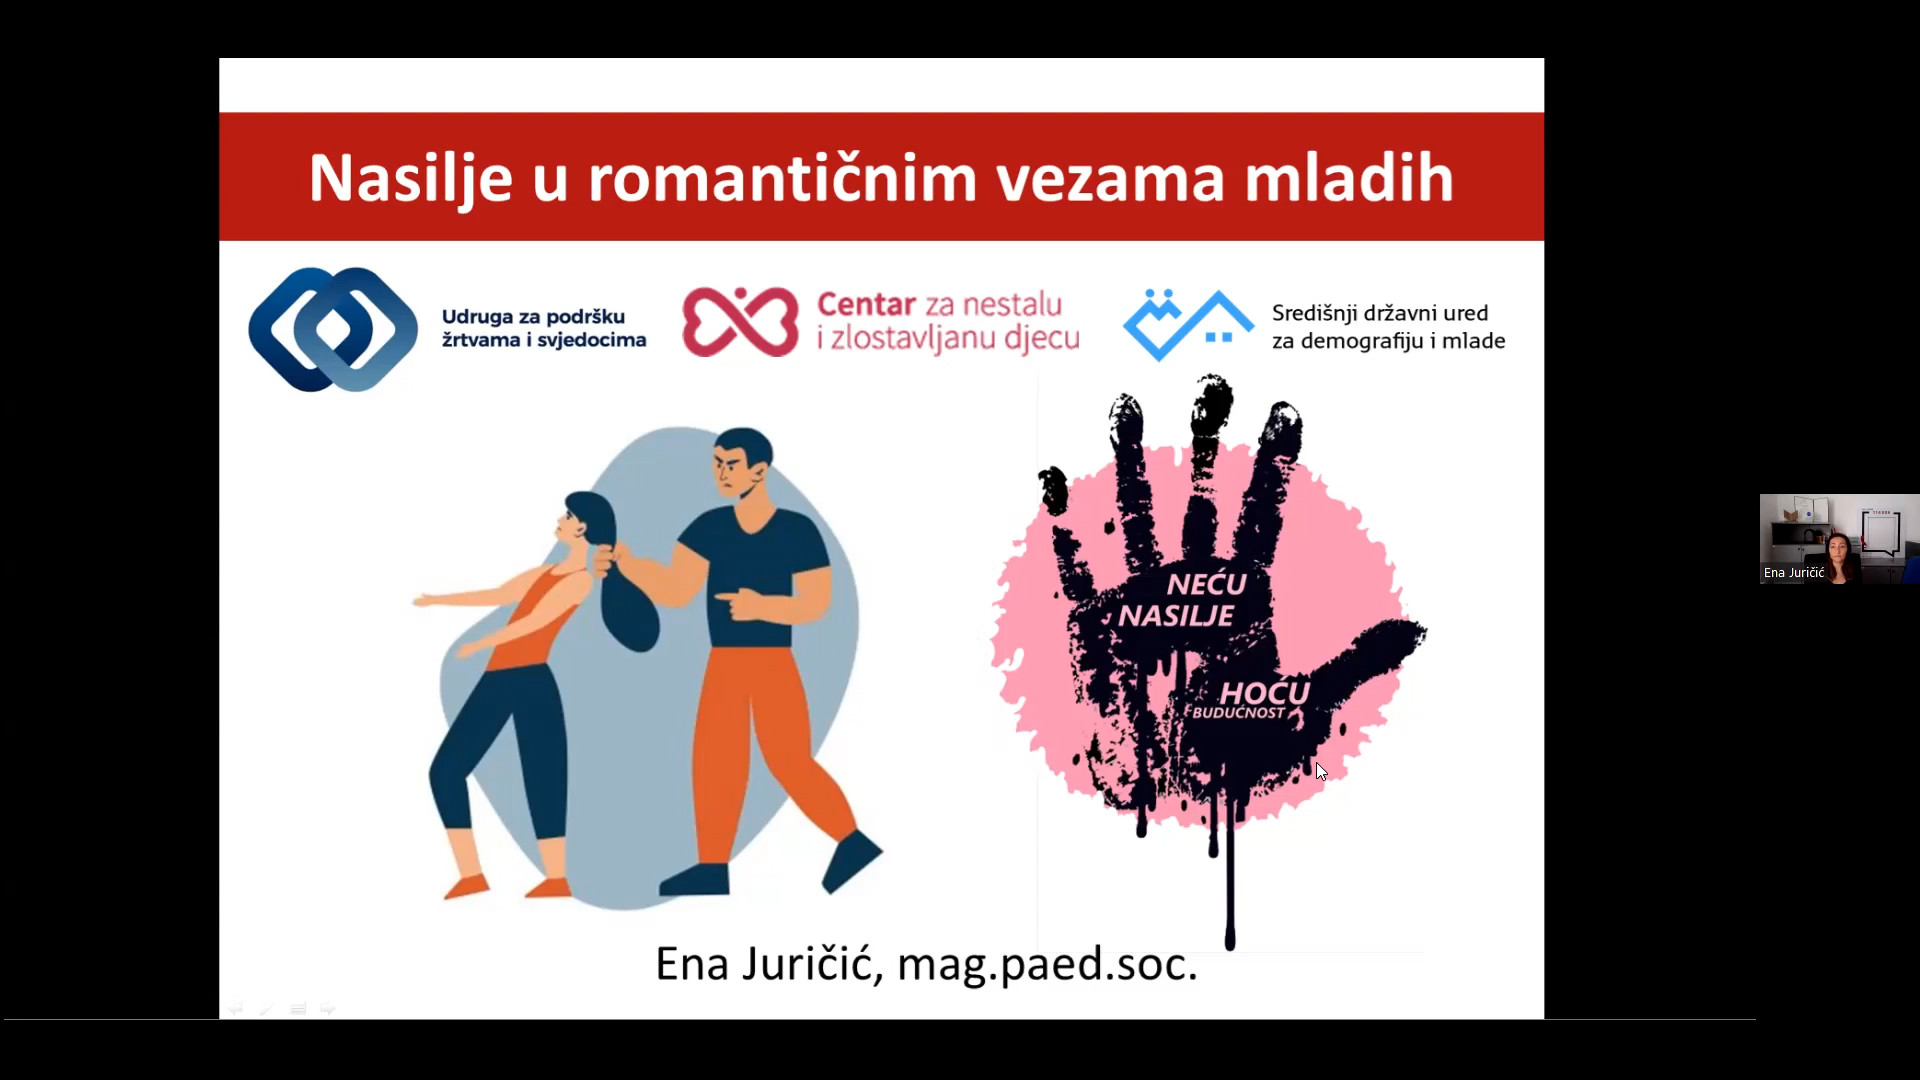 Nasilje u romantičnim vezama mladih
Udruga za podršku
žrtvama i svjedocima
Centar za nestalu
i zlostavljanu djecu
Središnji državni ured
za demografiju i mlade
NEĆU
NASILJE
HOĆU
BUDUĆNOST
Ena Juričić, mag.paed.soc.
Ena Juričić